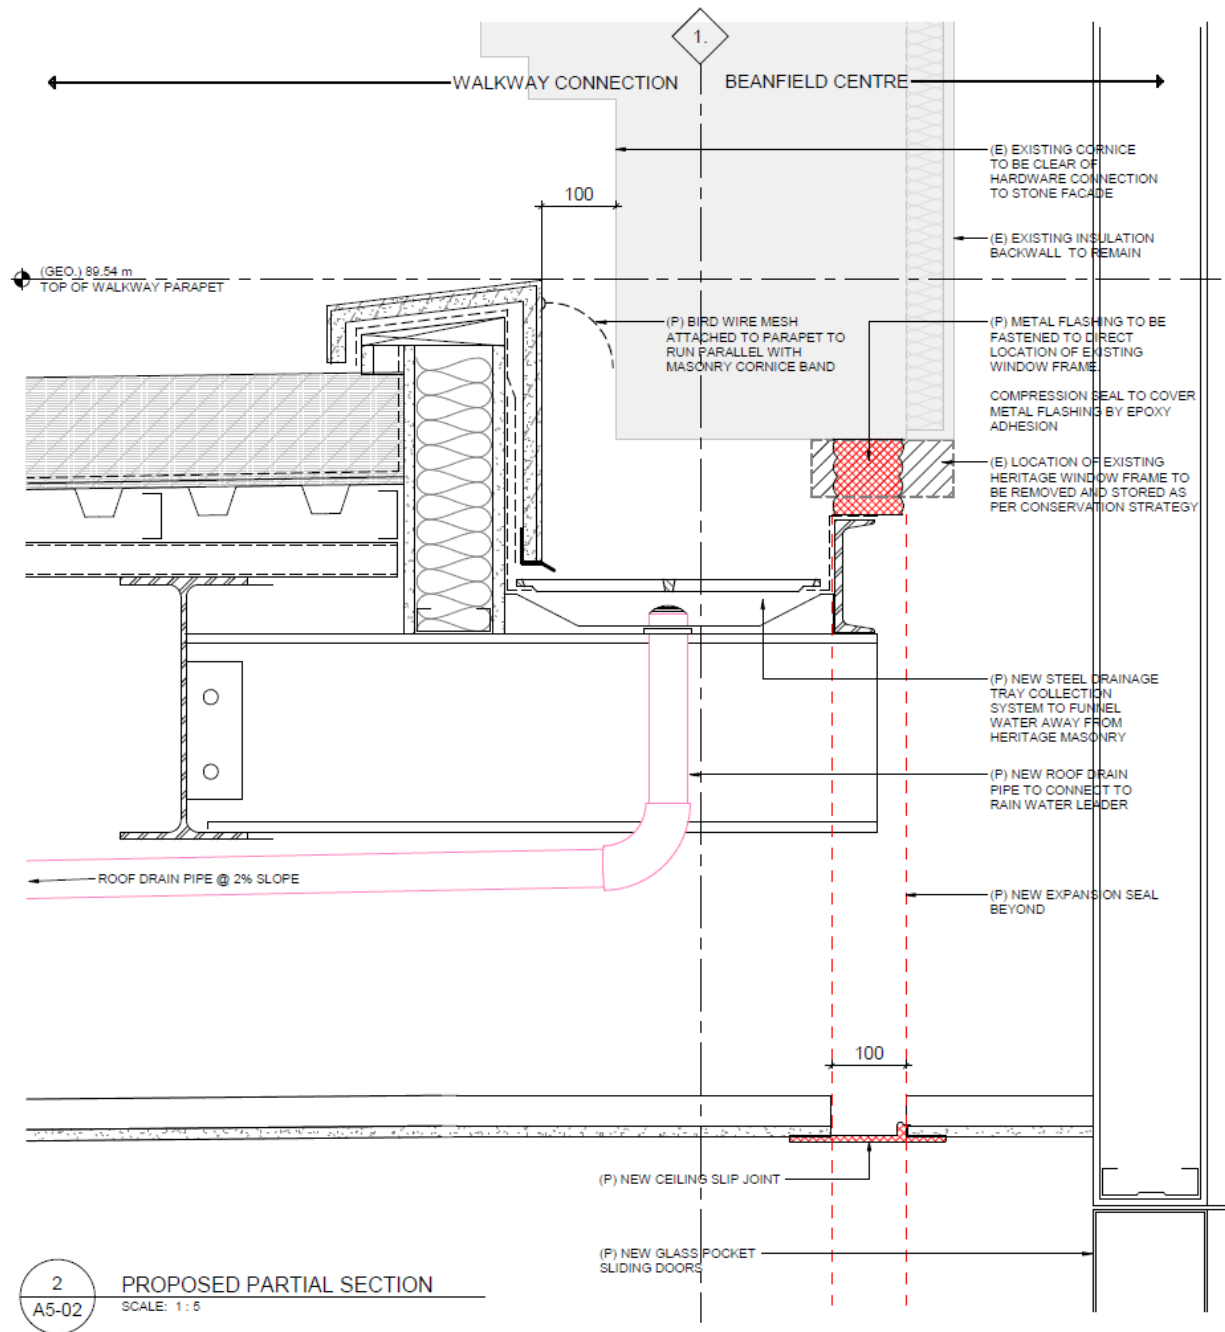 1.
WALKWAY CONNECTION
BEANFIELD CENTRE
(E) EXISTING CORNICE
TO BE CLEAR OF
HARDWARE CONNECTION
TO STONE FACADE
100
(E) EXISTING INSULATION
BACKWALL TO REMAIN
(GEO.) 89.54 m
TOP OF WALKWAY PARAPET
(P) BIRD WIRE MESH
ATTACHED TO PARAPET TO
RUN PARALLEL WITH
MASONRY CORNICE BAND
(P) METAL FLASHING TO BE
FASTENED TO DIRECT
LOCATION OF EXISTING
WINDOW FRAME.
COMPRESSION SEAL TO COVER
METAL FLASHING BY EPOXY
ADHESION
(E) LOCATION OF EXISTING
HERITAGE WINDOW FRAME TO
BE REMOVED AND STORED AS
PER CONSERVATION STRATEGY
(P) NEW STEEL DRAINAGE
TRAY COLLECTION
SYSTEM TO FUNNEL
WATER AWAY FROM
HERITAGE MASONRY
(P) NEW ROOF DRAIN
PIPE TO CONNECT TO
RAIN WATER LEADER
ROOF DRAIN PIPE @ 2% SLOPE
(P) NEW EXPANSION SEAL
BEYOND
100
(P) NEW CEILING SLIP JOINT
(P) NEW GLASS POCKET
SLIDING DOORS
2
A5-02
PROPOSED PARTIAL SECTION
SCALE: 1 : 5